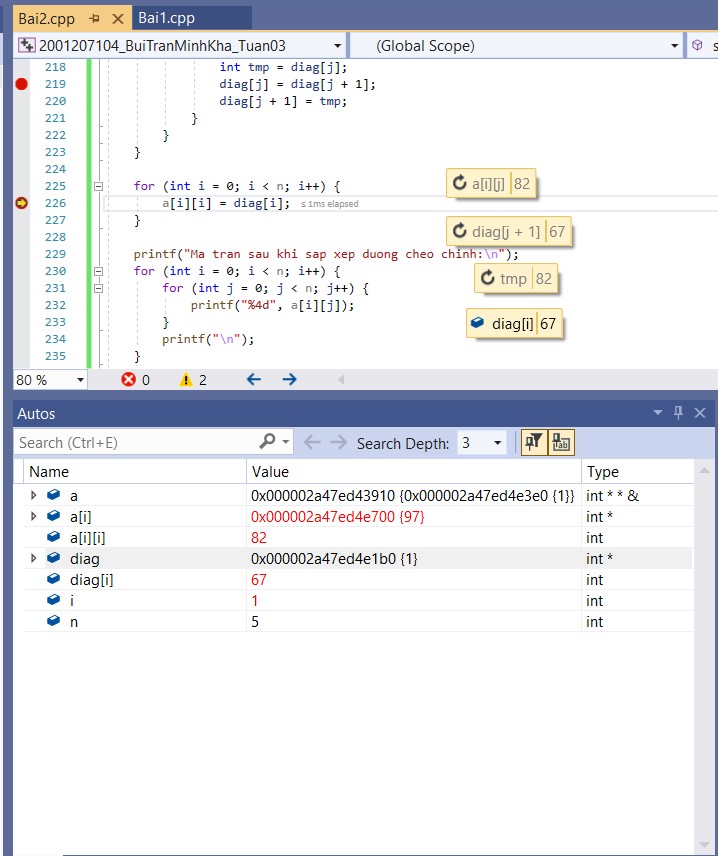 Bai2.cpp Bai1.cpp
2001207104_BuiTranMinhKha_Tuan03 (Global Scope)
218 int tmp = diag[j];
219 diag[j] = diag[j + 1];
220 diag[j + 1] = tmp;
221 }
222 }
223 }
224
225 for (int i = 0; i < n; i++) {
a[i][j] 82
226 a[i][i] = diag[i]; ≤ 1ms elapsed
227 }
diag[j + 1] 67
228
229 printf("Ma tran sau khi sap xep duong cheo chinh:\n");
230 for (int i = 0; i < n; i++) {
tmp 82
231 for (int j = 0; j < n; j++) {
232 printf("%4d", a[i][j]);
233 }
diag[i] 67
234 printf("\n");
235 }
80 % 0 2
Autos
Search (Ctrl+E) Search Depth: 3
Name Value Type
a 0x000002a47ed43910 {0x000002a47ed4e3e0 {1}} int * * &
a[i] 0x000002a47ed4e700 {97} int *
a[i][i] 82 int
diag 0x000002a47ed4e1b0 {1} int *
diag[i] 67 int
i 1 int
n 5 int